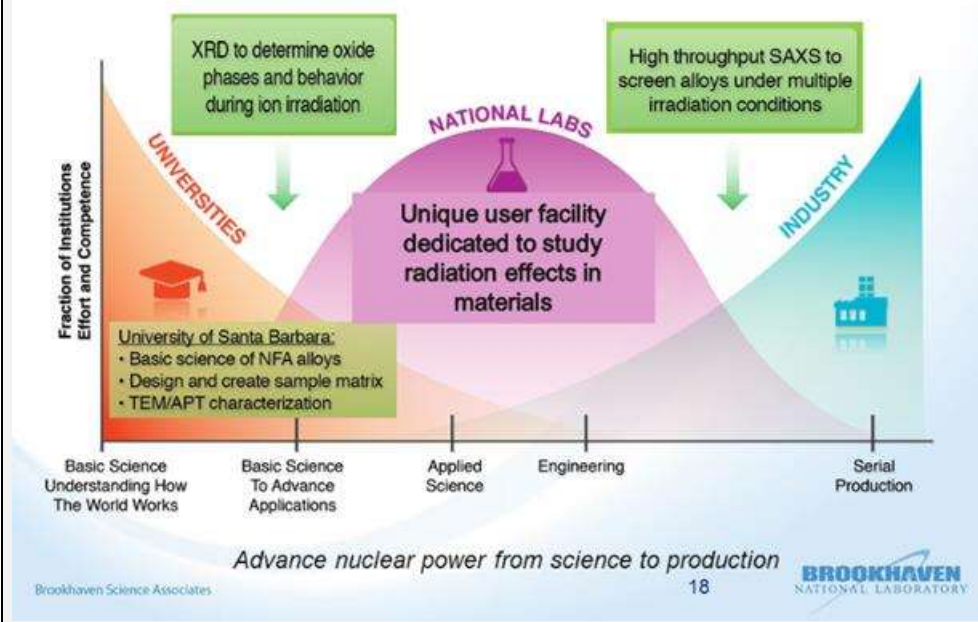 XRD to determine oxide
phases and behavior
during ion irradiation
High throughput SAXS to
screen alloys under multiple
irradiation conditions
NATIONAL LABS
UNIVERSITIES
INDUSTRY
Unique user facility
dedicated to study
radiation effects in
materials
Fraction of Institutions
Effort and Competence
University of Santa Barbara:
• Basic science of NFA alloys
• Design and create sample matrix
• TEM/APT characterization
Basic Science
Understanding How
The World Works
Basic Science
To Advance
Applications
Applied
Science
Engineering
Serial
Production
Advance nuclear power from science to production
Brookhaven Science Associates
18
BROOKHAVEN
NATIONAL LABORATORY